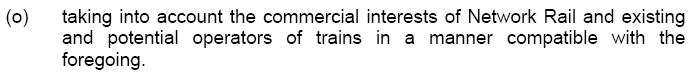 (o) taking into account the commercial interests of Network Rail and existing
and potential operators of trains in a manner compatible with the
foregoing.